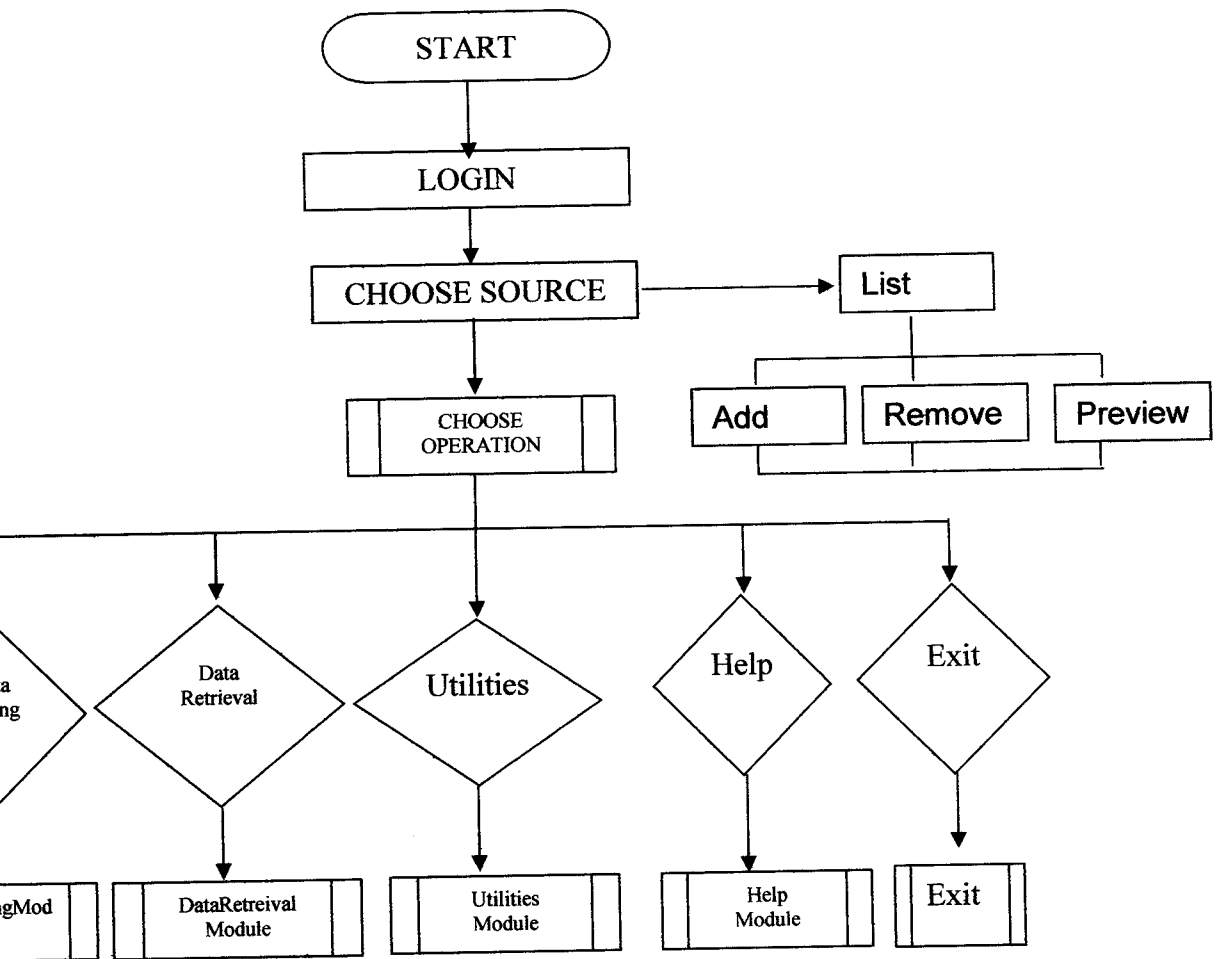 START
LOGIN
CHOOSE SOURCE
List
CHOOSE
OPERATION
Add
Remove
Preview
Data
Retrieval
Utilities
Help
Exit
DataRetreival
Module
Utilities
Module
Help
Module
Exit